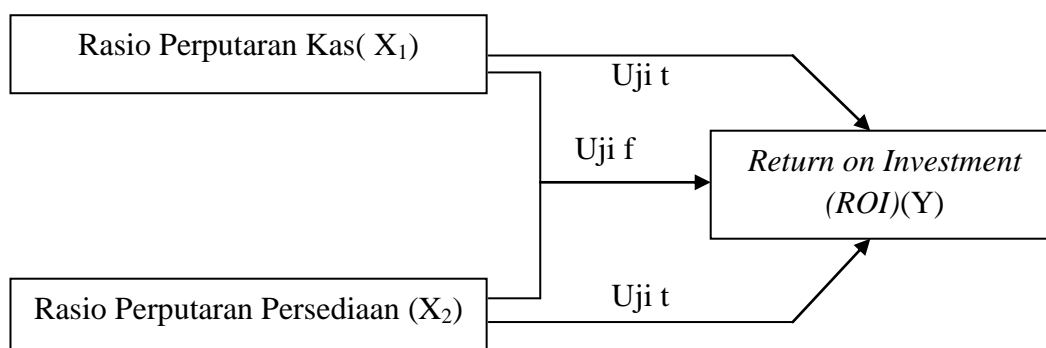 Rasio Perputaran Kas( X₁)
Uji t
Uji f
Return on Investment
(ROI)(Y)
Rasio Perputaran Persediaan (X₂)
Uji t